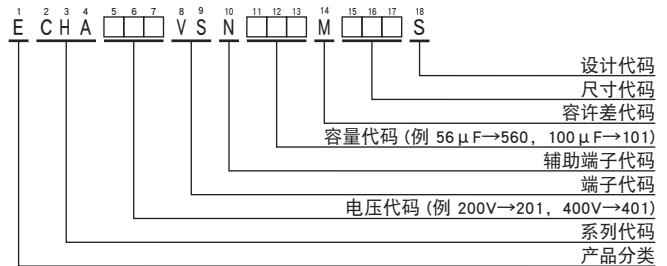 1 2 3 4 5 6 7 8 9 10 11 12 13 14 15 16 17 18
E C H A □□□ V S N □□□ M □□□ S
设计代码
尺寸代码
容许差代码
容量代码 (例 56μF→560, 100μF→101)
辅助端子代码
端子代码
电压代码 (例 200V→201, 400V→401)
系列代码
产品分类